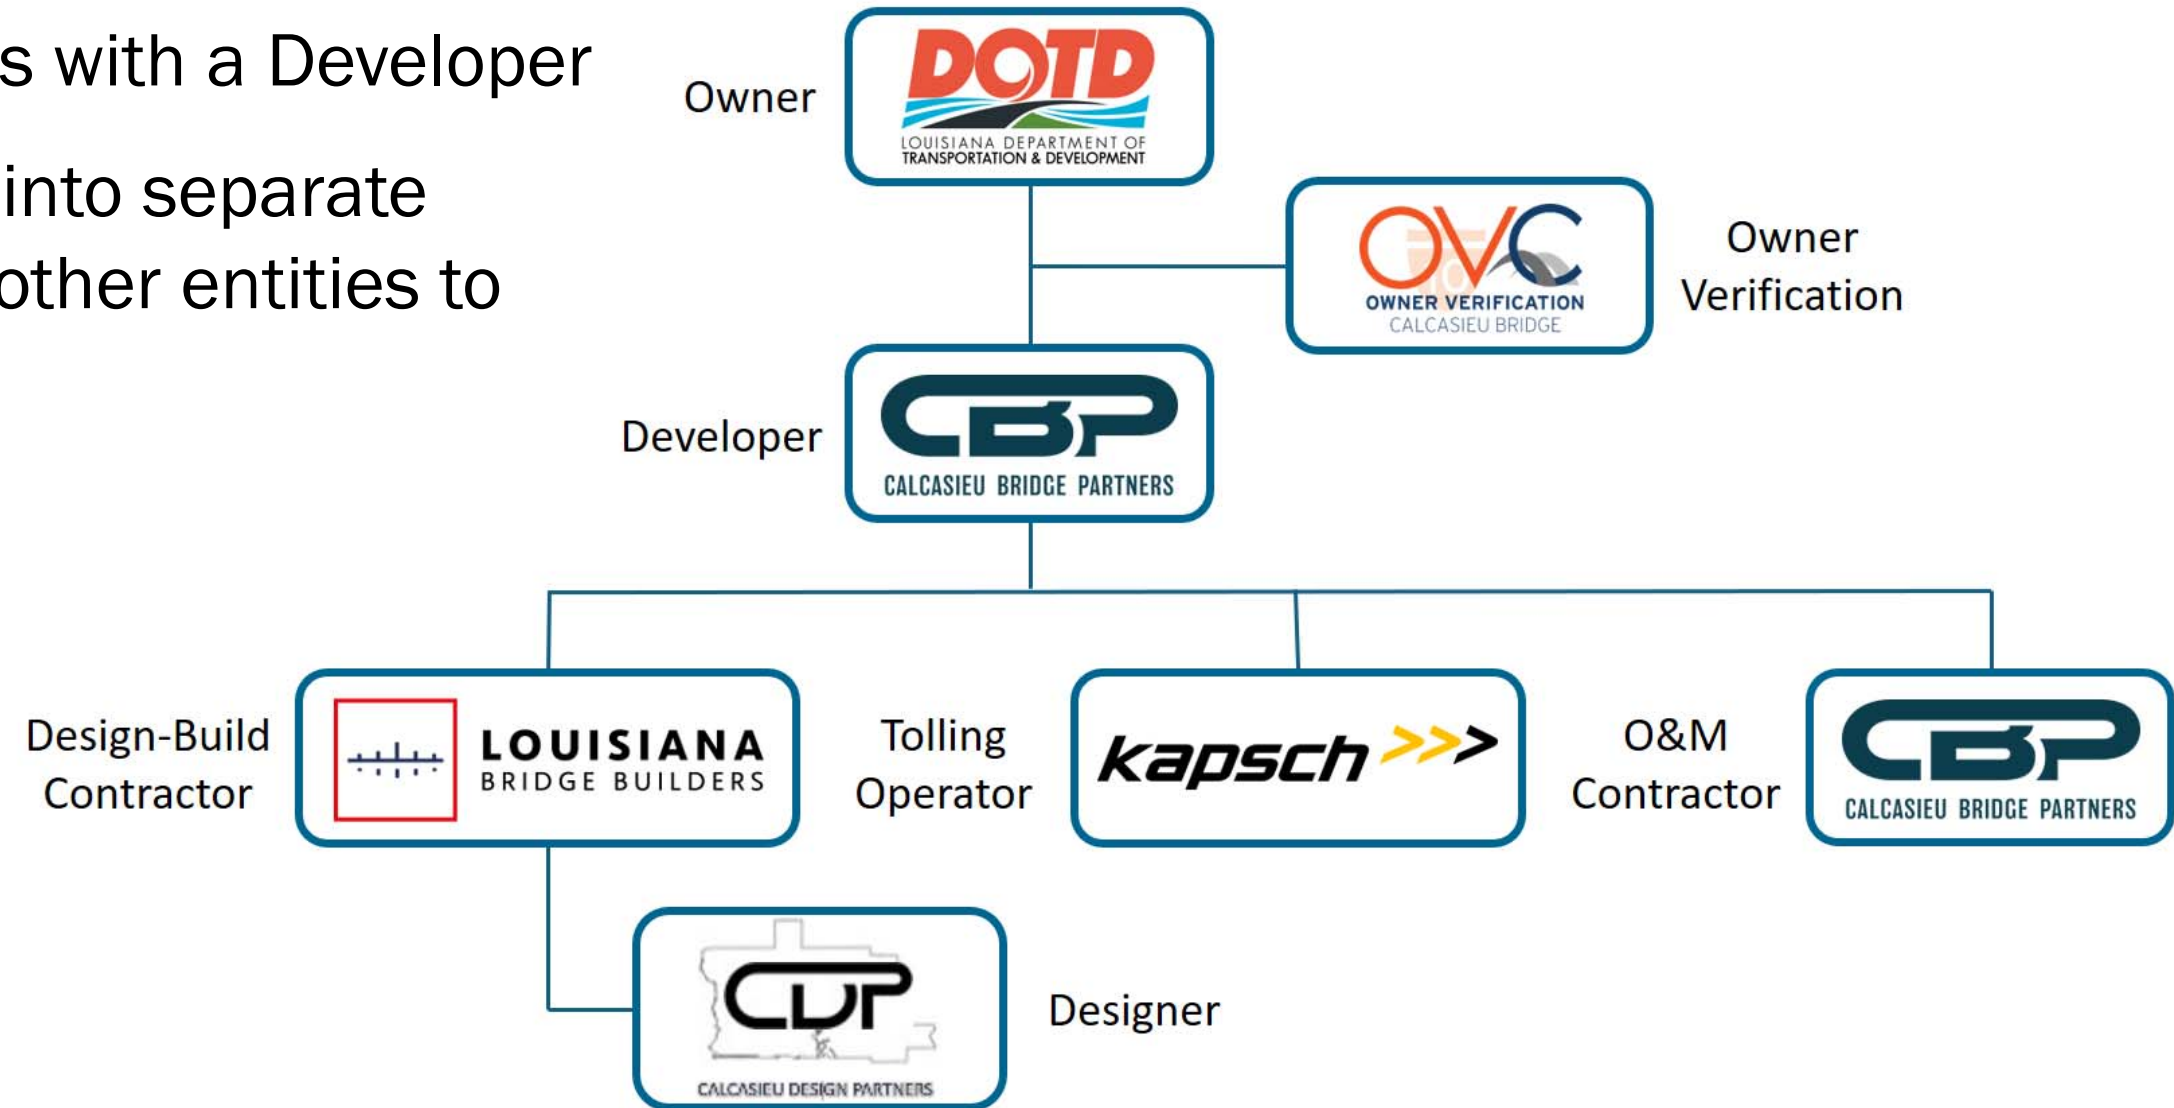 s with a Developer
into separate
other entities to
Owner
DOTD
LOUISIANA DEPARTMENT OF
TRANSPORTATION & DEVELOPMENT
OVC
OWNER VERIFICATION
CALCASIEU BRIDGE
Owner
Verification
Developer
CBP
CALCASIEU BRIDGE PARTNERS
Design-Build
Contractor
LOUISIANA
BRIDGE BUILDERS
Tolling
Operator
kapsch >>>
O&M
Contractor
CBP
CALCASIEU BRIDGE PARTNERS
CDP
CALCASIEU DESIGN PARTNERS
Designer